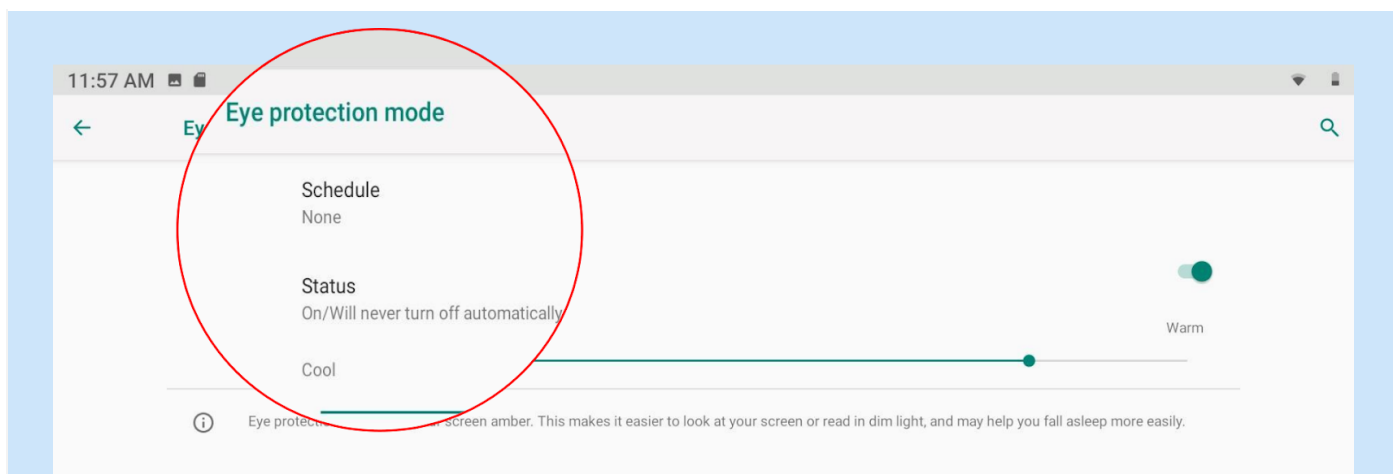 11:57 AM
Ey
Eye protection mode
Schedule
None
Status
On/Will never turn off automatically
Warm
Cool
Eye protec screen amber. This makes it easier to look at your screen or read in dim light, and may help you fall asleep more easily.